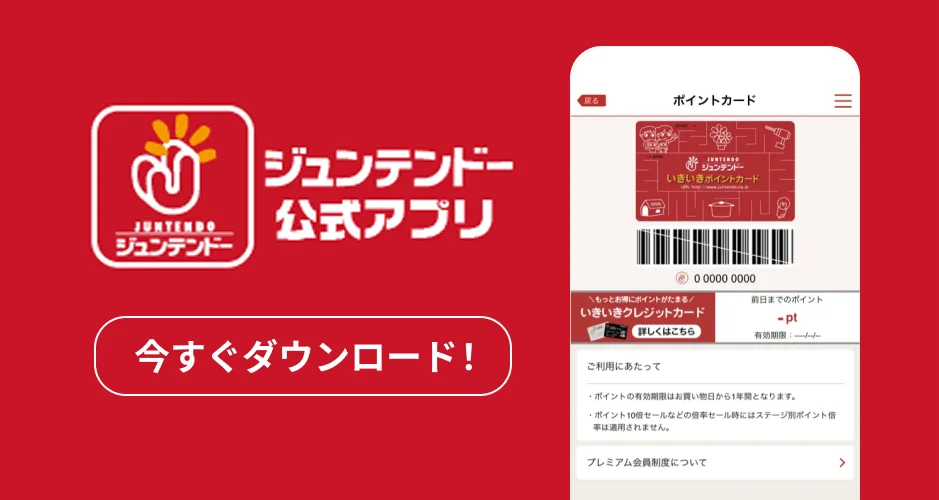 JUNTENDO
ジュンテンドー
ジュンテンドー
公式アプリ
今すぐダウンロード！
戻る
ポイントカード
JUNTENDO
ジュンテンドー
いきいきポイントカード
URL http://www.juntendo.co.jp
0 0000 0000
＼もっとお得にポイントがたまる／
いきいきクレジットカード
詳しくはこちら
前日までのポイント
-pt
有効期限：----/--/--
ご利用にあたって
・ポイントの有効期限はお買い物日から1年間となります。
・ポイント10倍セールなどの倍率セール時にはステージ別ポイント倍
率は適用されません。
プレミアム会員制度について